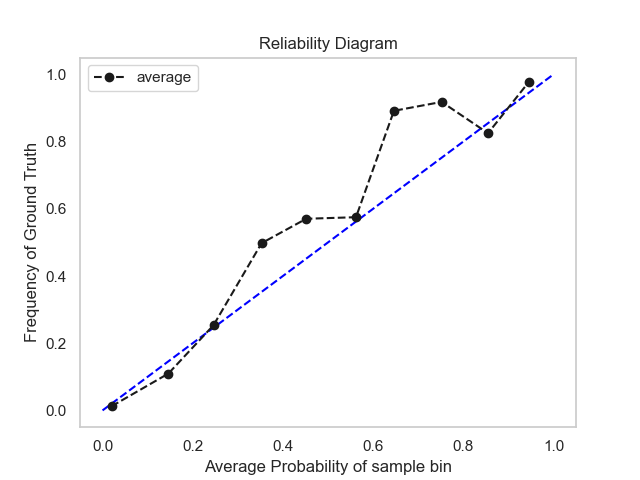 Reliability Diagram
average
1.0
0.8
0.6
0.4
0.2
0.0
Frequency of Ground Truth
0.0 0.2 0.4 0.6 0.8 1.0
Average Probability of sample bin